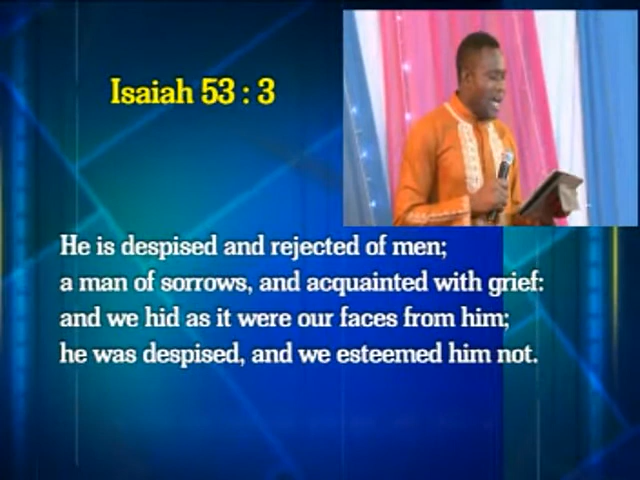 Isaiah 53 : 3
He is despised and rejected of men;
a man of sorrows, and acquainted with grief:
and we hid as it were our faces from him;
he was despised, and we esteemed him not.